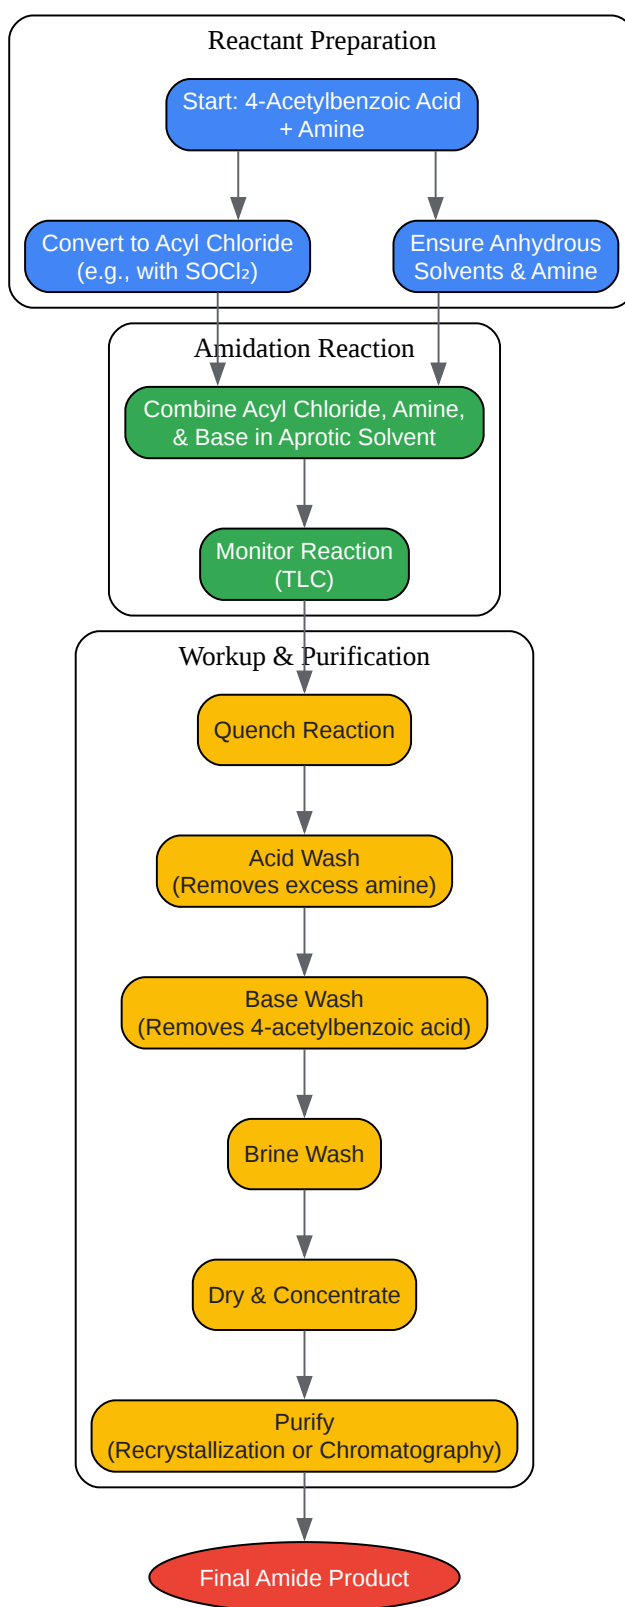 Reactant Preparation
Start: 4-Acetylbenzoic Acid
+ Amine
Convert to Acyl Chloride
(e.g., with SOCl₂)
Ensure Anhydrous
Solvents & Amine
Amidation Reaction
Combine Acyl Chloride, Amine,
& Base in Aprotic Solvent
Monitor Reaction
(TLC)
Workup & Purification
Quench Reaction
Acid Wash
(Removes excess amine)
Base Wash
(Removes 4-acetylbenzoic acid)
Brine Wash
Dry & Concentrate
Purify
(Recrystallization or Chromatography)
Final Amide Product